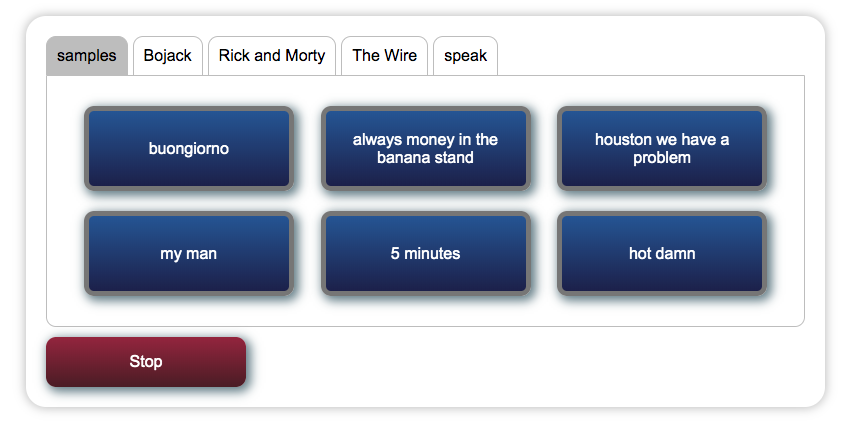 samples Bojack Rick and Morty The Wire speak
buongiorno
always money in the
banana stand
houston we have a
problem
my man
5 minutes
hot damn
Stop